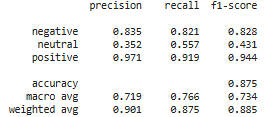 precision recall f1-score
negative 0.835 0.821 0.828
neutral 0.352 0.557 0.431
positive 0.971 0.919 0.944
accuracy 0.875
macro avg 0.719 0.766 0.734
weighted avg 0.901 0.875 0.885